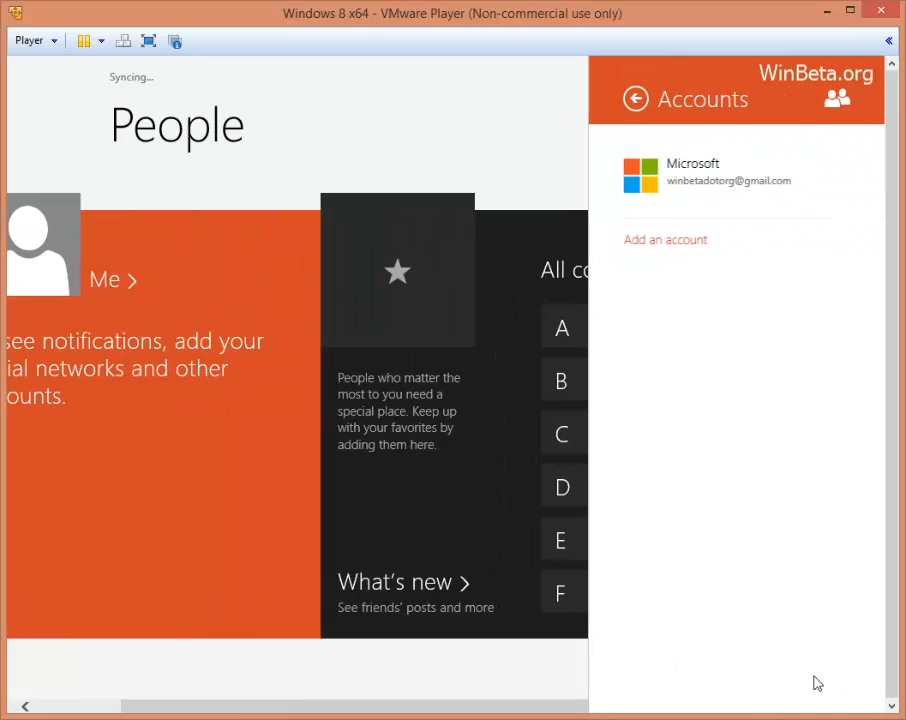 Windows 8 x64 - VMware Player (Non-commercial use only)
Player
WinBeta.org
Syncing...
People
Accounts
Microsoft
winbetadotorg@gmail.com
Add an account
Me
see notifications, add your
ial networks and other
ounts.
People who matter the
most to you need a
special place. Keep up
with your favorites by
adding them here.
What's new
See friends' posts and more
All co
A
B
C
D
E
F